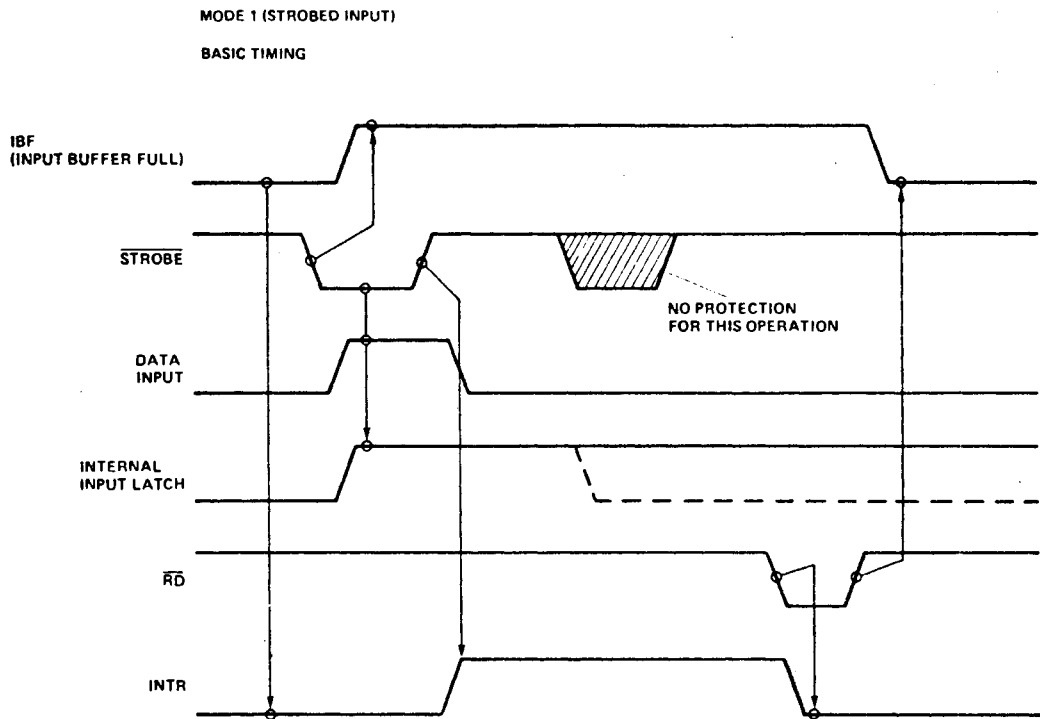 MODE 1 (STROBED INPUT)
BASIC TIMING
IBF
(INPUT BUFFER FULL)
STROBE
NO PROTECTION
FOR THIS OPERATION
DATA
INPUT
INTERNAL
INPUT LATCH
RD
INTR